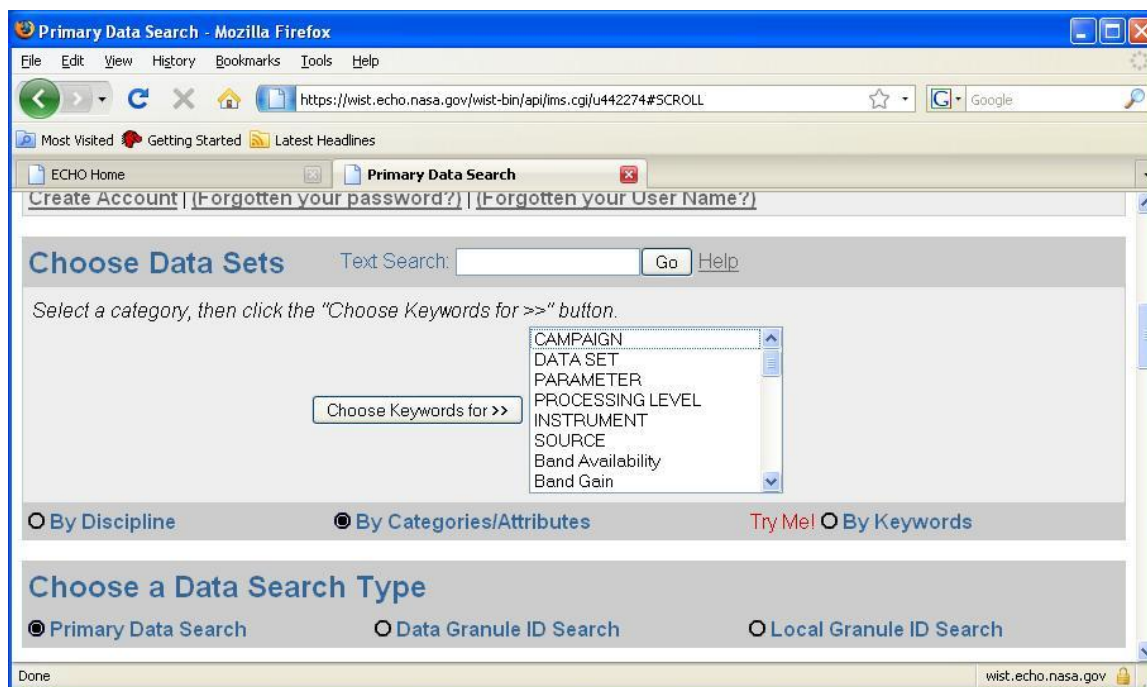 Primary Data Search - Mozilla Firefox
File Edit View History Bookmarks Tools Help
https://wist.echo.nasa.gov/wist-bin/api/ims.cgi/u442274#SCROLL
G Google
Most Visited Getting Started Latest Headlines
ECHO Home Primary Data Search
Create Account | (Forgotten your password?) | (Forgotten your User Name?)
Choose Data Sets Text Search: Go Help
Select a category, then click the "Choose Keywords for >>" button.
CAMPAIGN
DATA SET
PARAMETER
PROCESSING LEVEL
Choose Keywords for >>
INSTRUMENT
SOURCE
Band Availability
Band Gain
By Discipline By Categories/Attributes Try Me! By Keywords
Choose a Data Search Type
Primary Data Search Data Granule ID Search Local Granule ID Search
Done wist.echo.nasa.gov